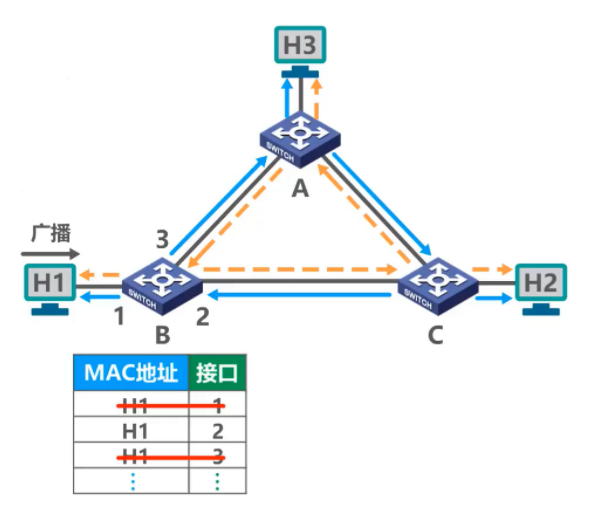 H3
SWITCH
A
3
广播
H1
SWITCH
SWITCH
H2
1
2
B
C
MAC地址 接口
H1 1
H1 2
H1 3
⋮ ⋮